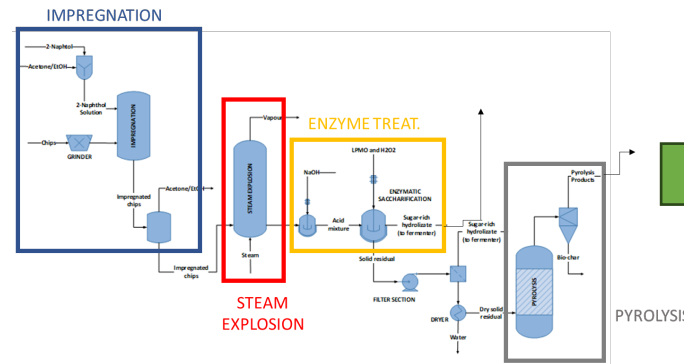 IMPREGNATION
2-Naphtol
Acetone/EtOH
2-Naphthol
Solution
Chips
GRINDER
IMPREGNATION
Impregnated
chips
Acetone/EtOH
Impregnated
chips
Vapour
STEAM EXPLOSION
Steam
STEAM
EXPLOSION
ENZYME TREAT.
LPMO and H2O2
NaOH
ENZYMATIC
SACCHARIFICATION
Acid
mixture
Sugar-rich
hydrolizate
(to fermenter)
Solid residual
FILTER SECTION
Sugar-rich
hydrolizate
(to fermenter)
DRYER
Water
Dry solid
residual
Pyrolysis
Products
PYROLYSIS
Bio-char
PYROLYSIS